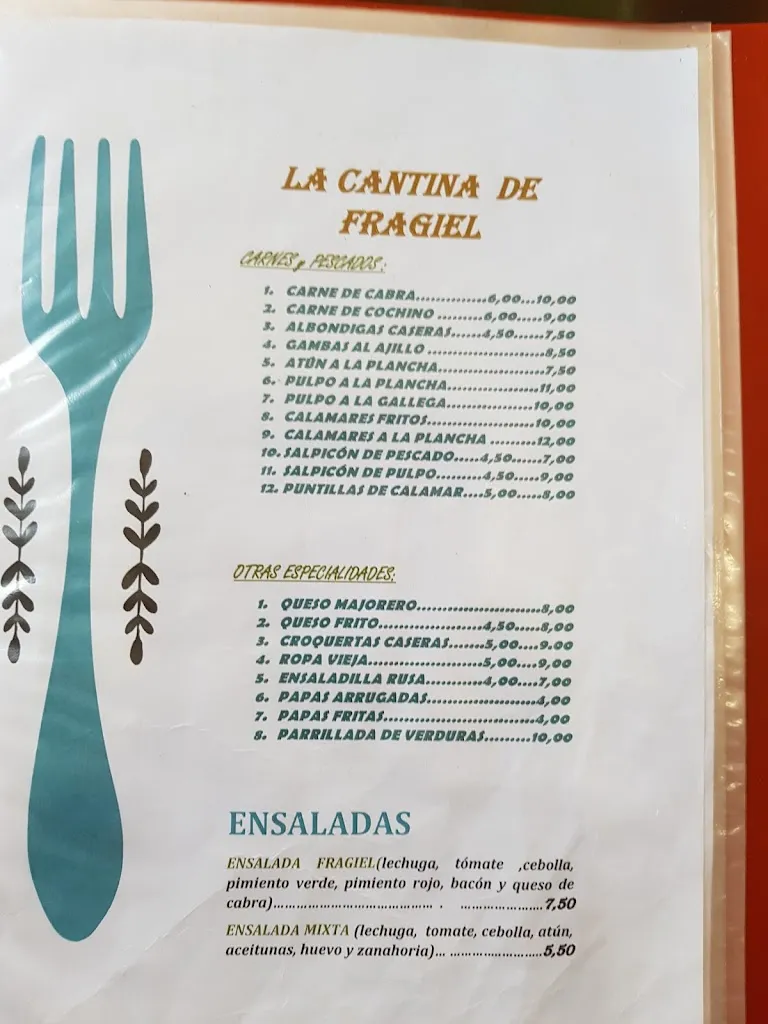 LA CANTINA DE
FRAGIEL
CARNES y PESCADOS:
1. CARNE DE CABRA..............6,00...10,00
2. CARNE DE COCHINO ..........6,00.....9,00
3. ALBONDIGAS CASERAS......4,50......7,50
4. GAMBAS AL AJILLO ........................8,50
5. ATÚN A LA PLANCHA......................7,50
6. PULPO A LA PLANCHA...................11,00
7. PULPO A LA GALLEGA..................10,00
8. CALAMARES FRITOS......................10,00
9. CALAMARES A LA PLANCHA .........12,00
10. SALPICÓN DE PESCADO.....4,50......7,00
11. SALPICÓN DE PULPO.........4,50.....9,00
12. PUNTILLAS DE CALAMAR....5,00.....8,00
OTRAS ESPECIALIDADES:
1. QUESO MAJORERO.........................8,00
2. QUESO FRITO.....................4,50.....8,00
3. CROQUERTAS CASERAS.......5,00....9.00
4. ROPA VIEJA.......................5,00....9,00
5. ENSALADILLA RUSA............4,00....7,00
6. PAPAS ARRUGADAS......................4,00
7. PAPAS FRITAS...............................4,00
8. PARRILLADA DE VERDURAS.........10,00
ENSALADAS
ENSALADA FRAGIEL(lechuga, tómate ,cebolla,
pimiento verde, pimiento rojo, bacón y queso de
cabra)........................................ . .....................7,50
ENSALADA MIXTA (lechuga, tomate, cebolla, atún,
aceitunas, huevo y zanahoria)... .......................5,50